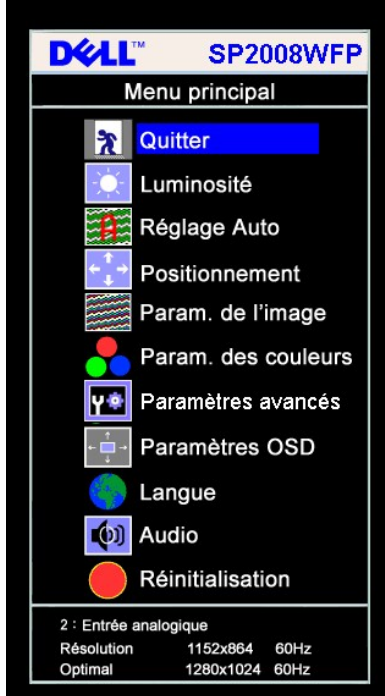 DELL™ SP2008WFP
Menu principal
Quitter
Luminosité
Réglage Auto
Positionnement
Param. de l'image
Param. des couleurs
Paramètres avancés
Paramètres OSD
Langue
Audio
Réinitialisation
2 : Entrée analogique
Résolution 1152x864 60Hz
Optimal 1280x1024 60Hz